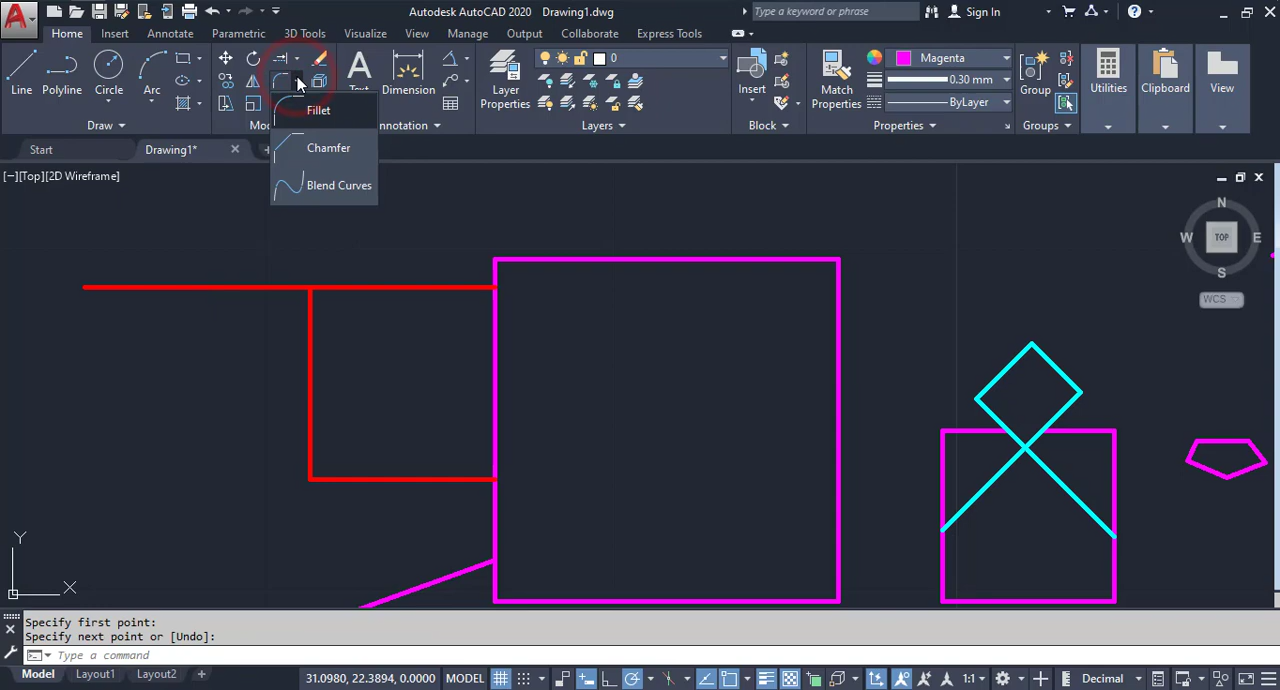 Autodesk AutoCAD 2020 Drawing1.dwg
Type a keyword or phrase
Sign In
Home Insert Annotate Parametric 3D Tools Visualize View Manage Output Collaborate Express Tools
Line
Polyline
Circle
Arc
Draw
Text
Dimension
Layer
Properties
0
Layers
Insert
Block
Match
Properties
Magenta
0.30 mm
ByLayer
Properties
Group
Groups
Utilities
Clipboard
View
Fillet
Chamfer
Blend Curves
Start
Drawing1*
[−][Top][2D Wireframe]
N
W
TOP
E
S
WCS
Y
X
Specify first point:
Specify next point or [Undo]:
Type a command
Model Layout1 Layout2
31.0980, 22.3894, 0.0000 MODEL
1:1
Decimal